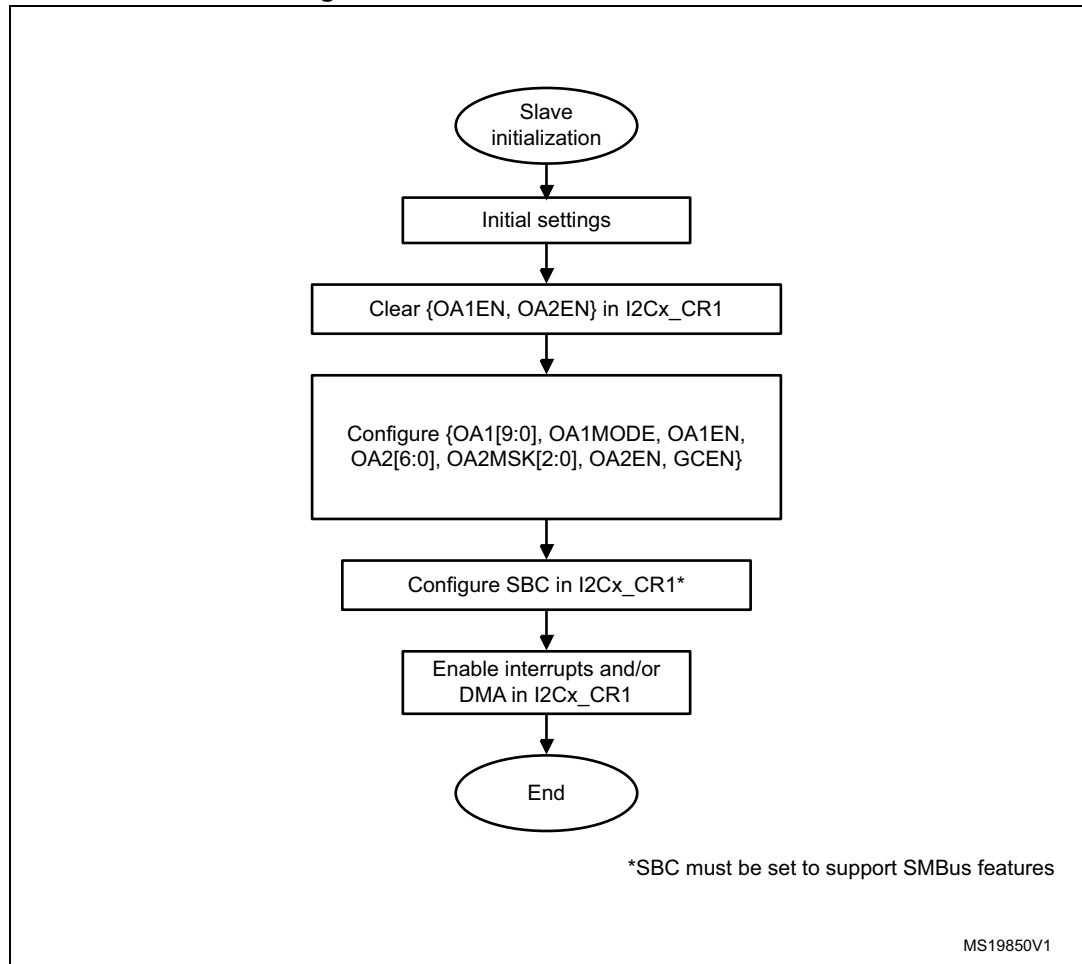 Slave
initialization
Initial settings
Clear {OA1EN, OA2EN} in I2Cx_CR1
Configure {OA1[9:0], OA1MODE, OA1EN,
OA2[6:0], OA2MSK[2:0], OA2EN, GCEN}
Configure SBC in I2Cx_CR1*
Enable interrupts and/or
DMA in I2Cx_CR1
End
*SBC must be set to support SMBus features
MS19850V1